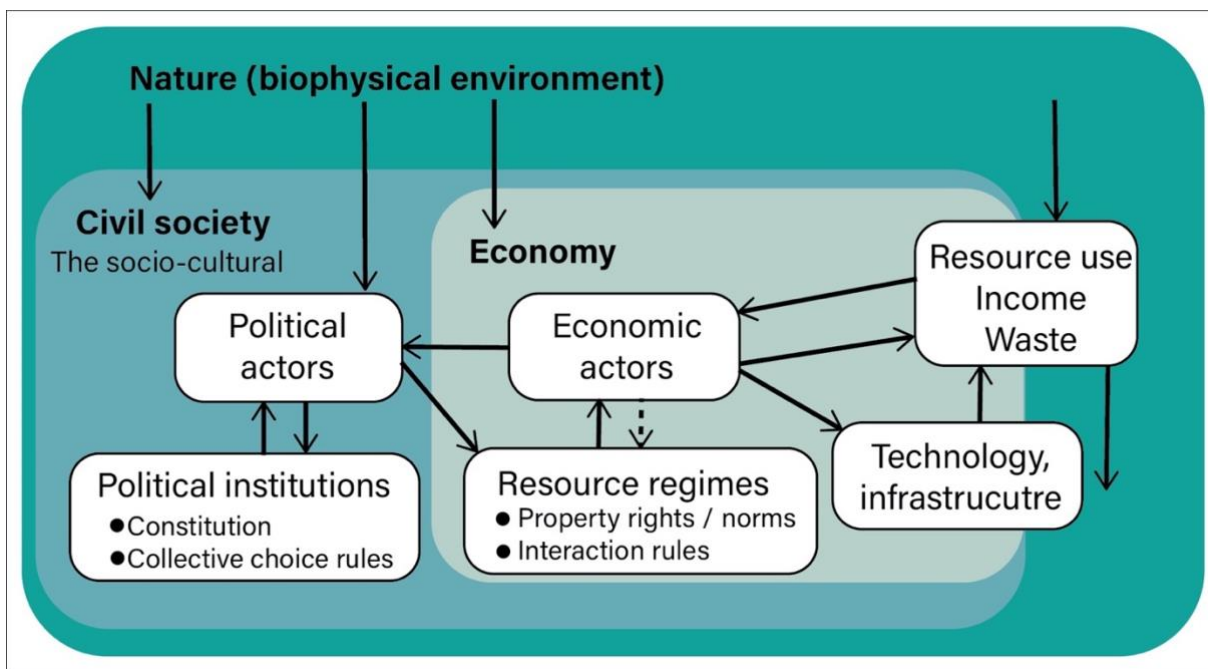 Nature (biophysical environment)
Civil society
The socio-cultural
Economy
Resource use
Income
Waste
Political
actors
Economic
actors
Political institutions
●Constitution
●Collective choice rules
Resource regimes
● Property rights / norms
● Interaction rules
Technology,
infrastrucutre